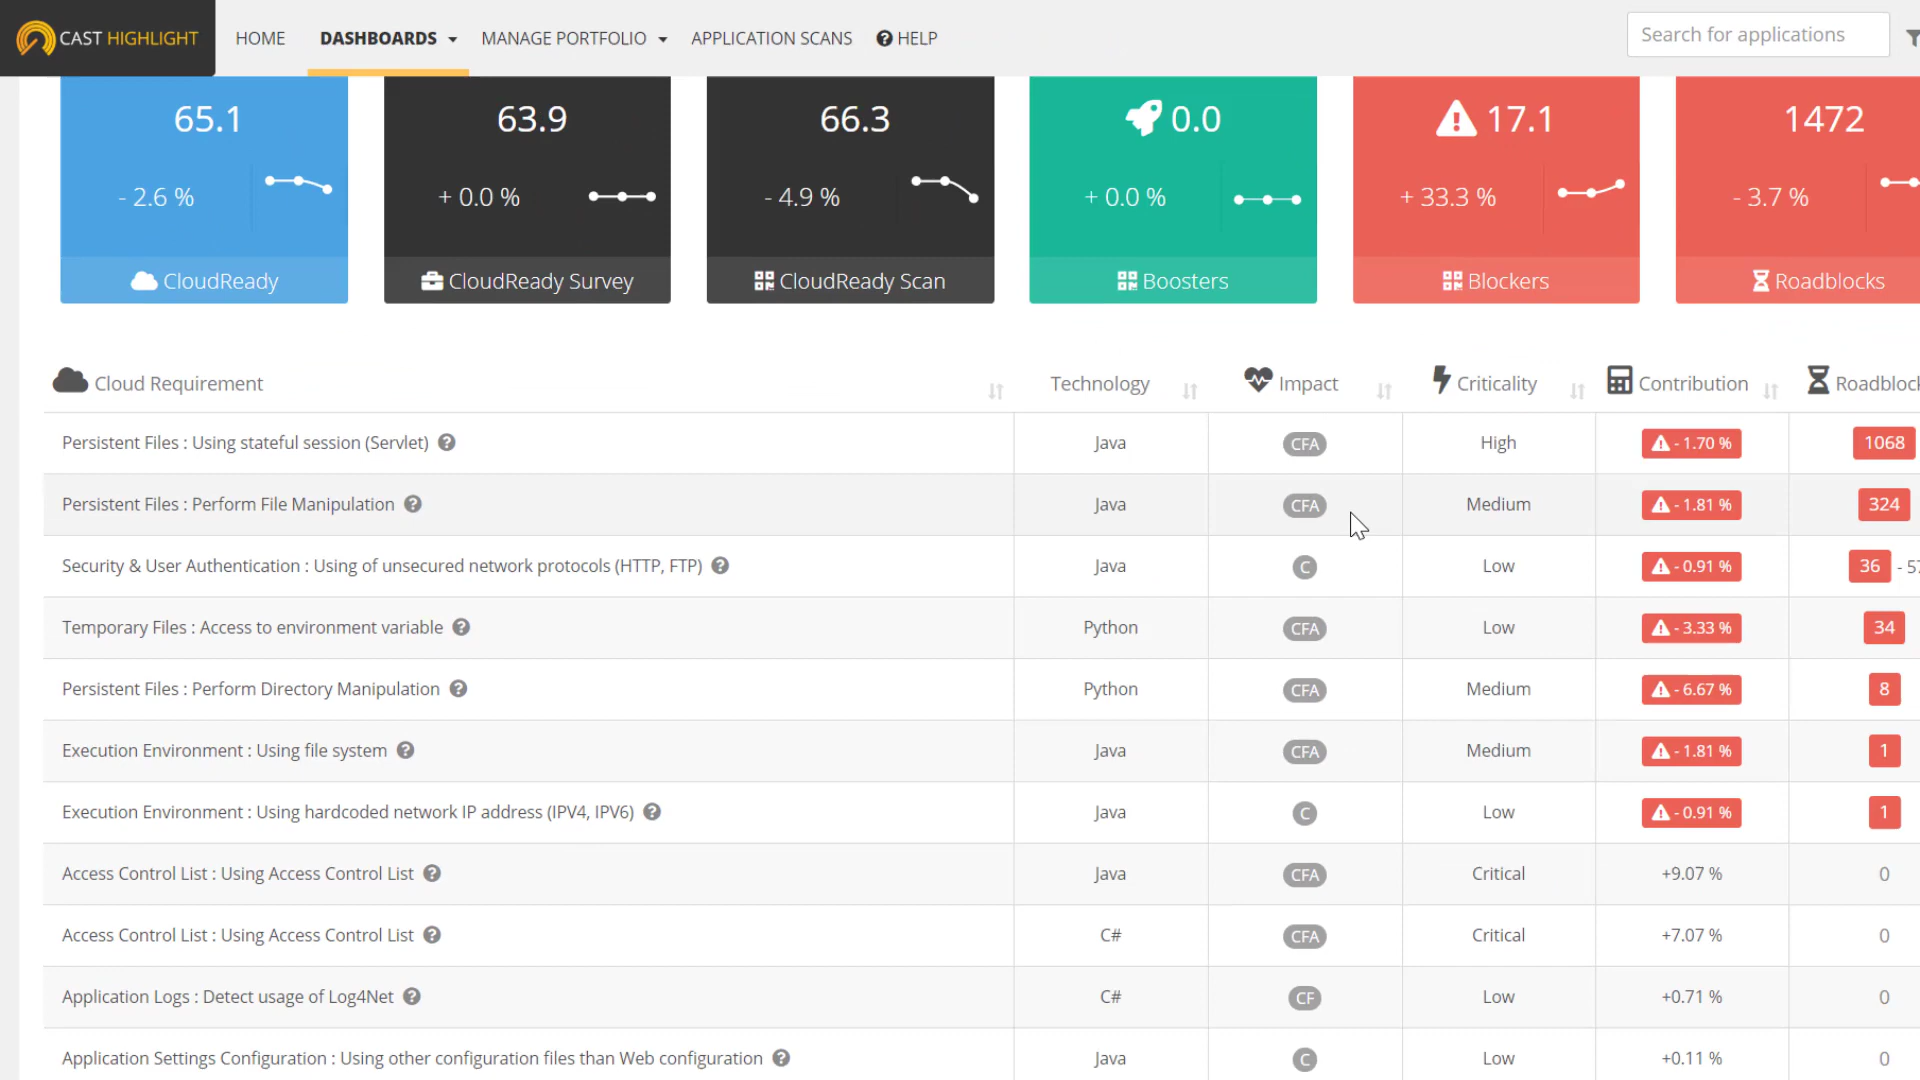 CAST HIGHLIGHT HOME DASHBOARDS MANAGE PORTFOLIO APPLICATION SCANS ? HELP Search for applications
65.1 63.9 66.3 0.0 17.1 1472
- 2.6 % + 0.0 % - 4.9 % + 0.0 % + 33.3 % - 3.7 %
CloudReady CloudReady Survey CloudReady Scan Boosters Blockers Roadblocks
Cloud Requirement Technology Impact Criticality Contribution Roadblock
Persistent Files : Using stateful session (Servlet) ? Java CFA High - 1.70 % 1068
Persistent Files : Perform File Manipulation ? Java CFA Medium - 1.81 % 324
Security & User Authentication : Using of unsecured network protocols (HTTP, FTP) ? Java C Low - 0.91 % 36 - 57
Temporary Files : Access to environment variable ? Python CFA Low - 3.33 % 34
Persistent Files : Perform Directory Manipulation ? Python CFA Medium - 6.67 % 8
Execution Environment : Using file system ? Java CFA Medium - 1.81 % 1
Execution Environment : Using hardcoded network IP address (IPV4, IPV6) ? Java C Low - 0.91 % 1
Access Control List : Using Access Control List ? Java CFA Critical +9.07 % 0
Access Control List : Using Access Control List ? C# CFA Critical +7.07 % 0
Application Logs : Detect usage of Log4Net ? C# CF Low +0.71 % 0
Application Settings Configuration : Using other configuration files than Web configuration ? Java C Low +0.11 % 0